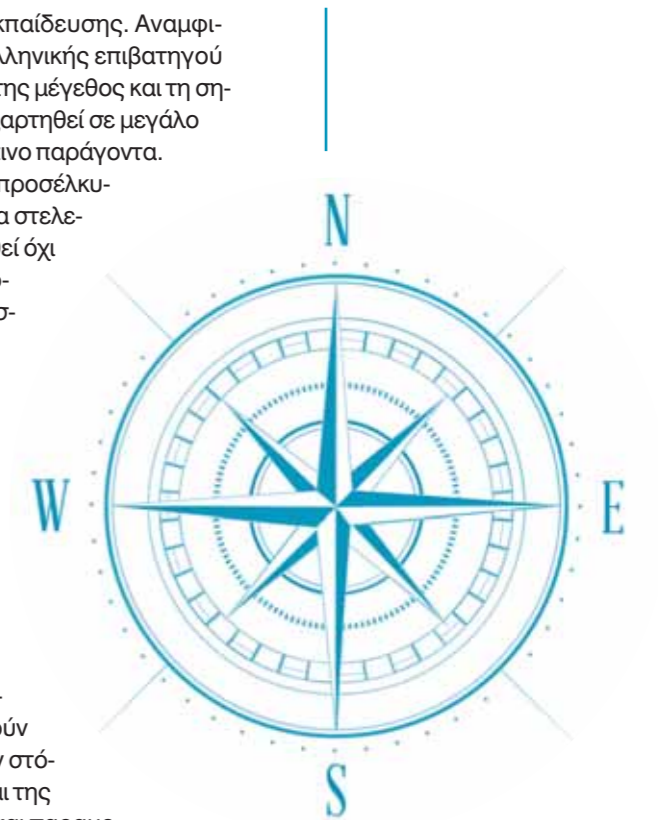 κπαίδευσης. Αναμφι-
λληνικής επιβατηγού
της μέγεθος και τη ση-
αρτηθεί σε μεγάλο
ινο παράγοντα.
προσέλκυ-
α στελε-
εί όχι
ο-
σ-
N
W
E
-
ούν
ν στό-
ι της
S